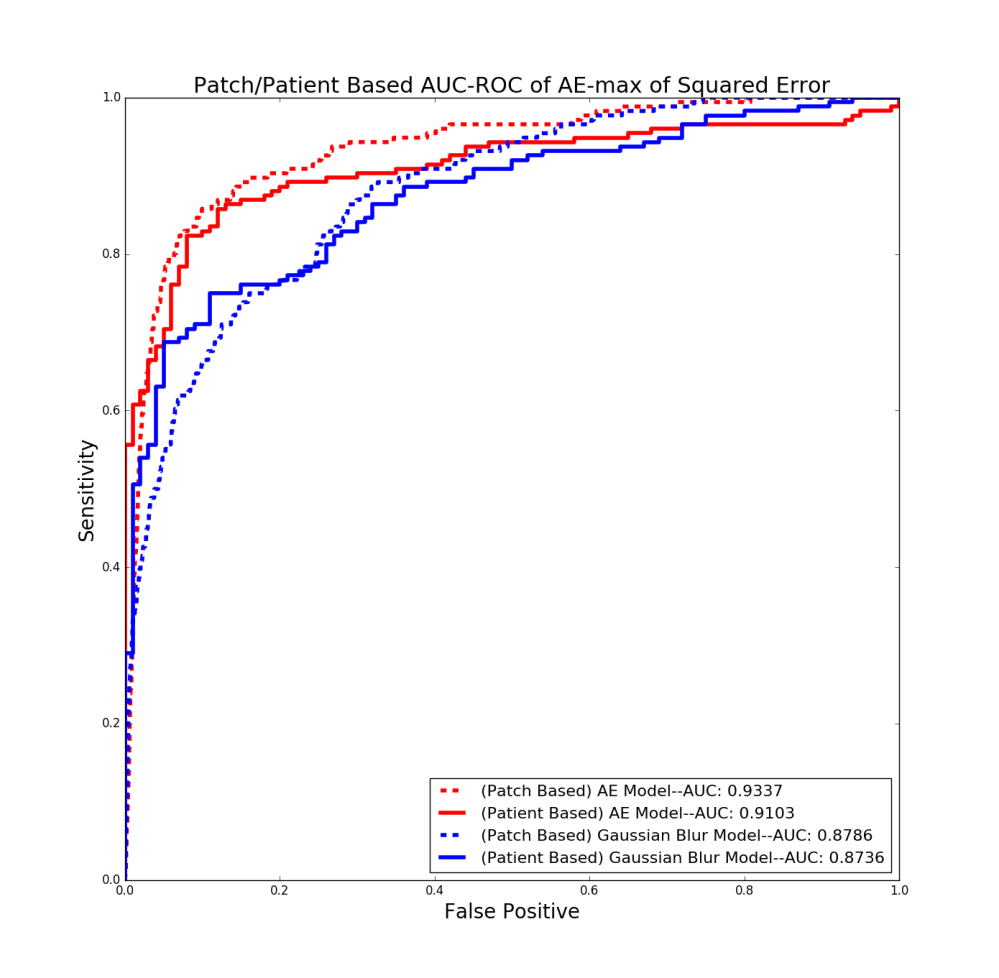 Patch/Patient Based AUC-ROC of AE-max of Squared Error
1.0
0.8
0.6
0.4
0.2
0.0
Sensitivity
(Patch Based) AE Model--AUC: 0.9337
(Patient Based) AE Model--AUC: 0.9103
(Patch Based) Gaussian Blur Model--AUC: 0.8786
(Patient Based) Gaussian Blur Model--AUC: 0.8736
0.0 0.2 0.4 0.6 0.8 1.0
False Positive